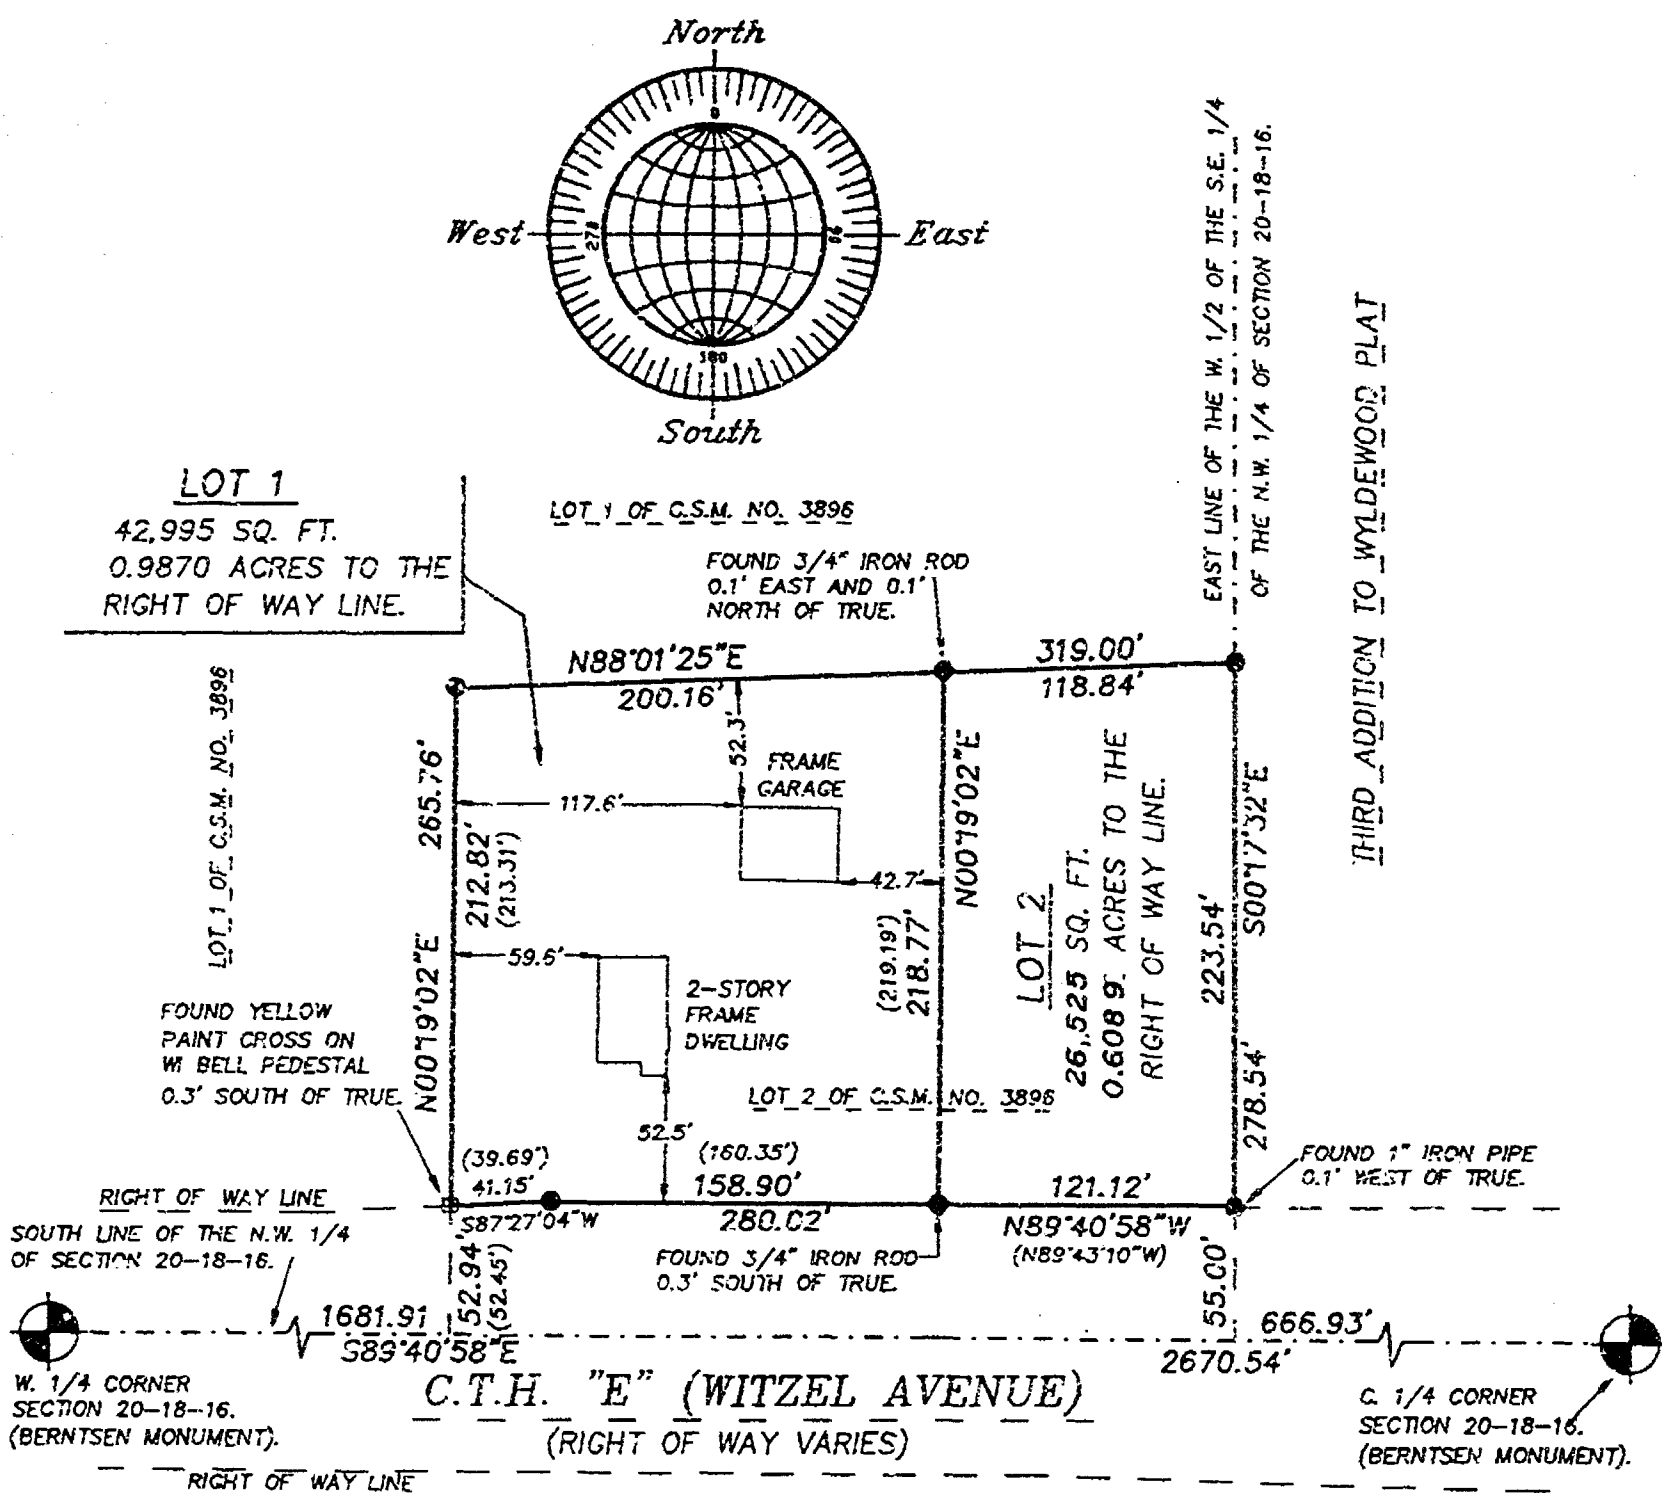 North
0
West
270
90
East
180
South
EAST LINE OF THE W. 1/2 OF THE S.E. 1/4
OF THE N.W. 1/4 OF SECTION 20-18-16.
THIRD ADDITION TO WYLDEWOOD PLAT
LOT 1
42,995 SQ. FT.
0.9870 ACRES TO THE
RIGHT OF WAY LINE.
LOT 1 OF C.S.M. NO. 3896
FOUND 3/4" IRON ROD
0.1' EAST AND 0.1'
NORTH OF TRUE.
N88°01'25"E
200.16'
319.00'
118.84'
LOT 1 OF C.S.M. NO. 3896
265.76'
212.82'
(213.31')
N00°19'02"E
52.3'
FRAME
GARAGE
117.6'
42.7'
N00°19'02"E
(219.19')
218.77'
LOT 2
26,525 SQ. FT.
0.6089 ACRES TO THE
RIGHT OF WAY LINE.
S00°17'32"E
223.54'
278.54'
59.6'
2-STORY
FRAME
DWELLING
FOUND YELLOW
PAINT CROSS ON
WI BELL PEDESTAL
0.3' SOUTH OF TRUE.
LOT 2 OF C.S.M. NO. 3896
52.5'
(39.69')
41.15'
S87°27'04"W
(160.35')
158.90'
280.02'
121.12'
N89°40'58"W
(N89°43'10"W)
FOUND 1" IRON PIPE
0.1' WEST OF TRUE.
RIGHT OF WAY LINE
SOUTH LINE OF THE N.W. 1/4
OF SECTION 20-18-16.
FOUND 3/4" IRON ROD
0.3' SOUTH OF TRUE.
52.94'
(52.45')
55.00'
1681.91
S89°40'58"E
666.93'
2670.54'
W. 1/4 CORNER
SECTION 20-18-16.
(BERNTSEN MONUMENT).
C.T.H. "E" (WITZEL AVENUE)
(RIGHT OF WAY VARIES)
C. 1/4 CORNER
SECTION 20-18-16.
(BERNTSEN MONUMENT).
RIGHT OF WAY LINE